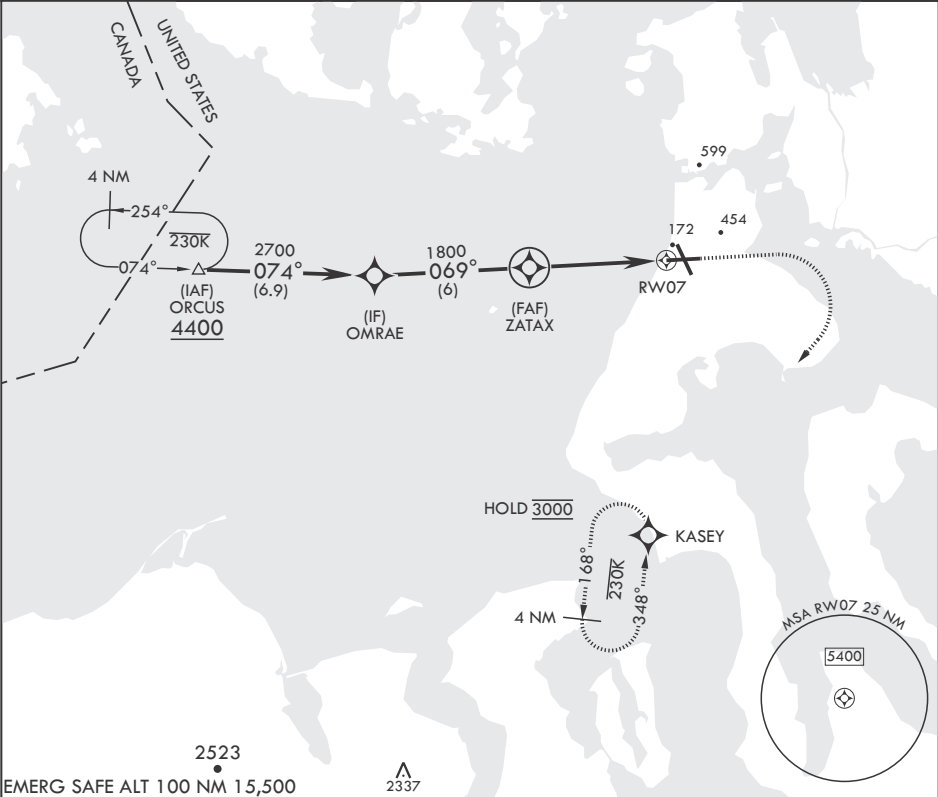 UNITED STATES
CANADA
599
4 NM
454
172
254°
230K
2700
1800
074°
074°
069°
(6.9)
(6)
RW07
(IAF)
ORCUS
4400
(IF)
OMRAE
(FAF)
ZATAX
HOLD 3000
KASEY
168°
230K
348°
4 NM
MSA RW07 25 NM
5400
2523
2337
EMERG SAFE ALT 100 NM 15,500